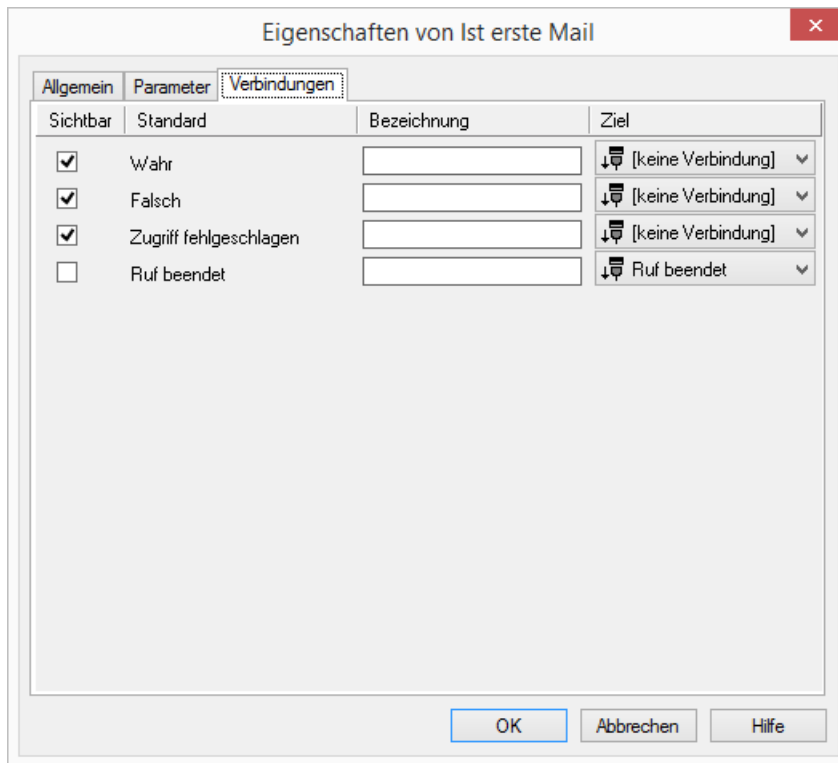 Eigenschaften von Ist erste Mail
Allgemein Parameter Verbindungen
Sichtbar Standard Bezeichnung Ziel
Wahr [keine Verbindung]
Falsch [keine Verbindung]
Zugriff fehlgeschlagen [keine Verbindung]
Ruf beendet Ruf beendet
OK Abbrechen Hilfe